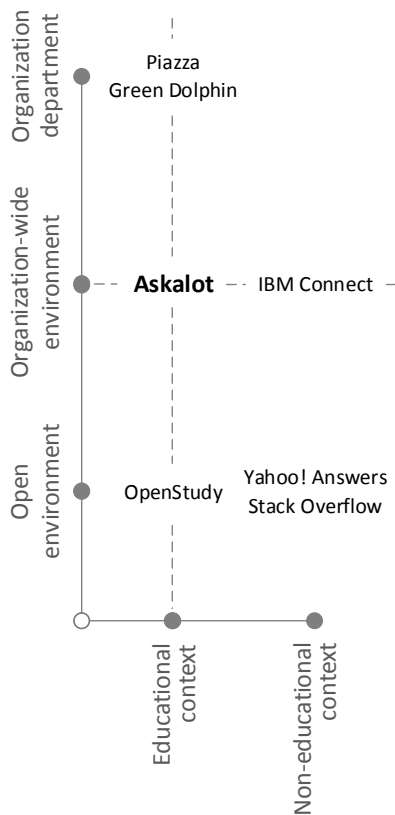 Organization
department
Piazza
Green Dolphin
Organization-wide
environment
Askalot
IBM Connect
Open
environment
OpenStudy
Yahoo! Answers
Stack Overflow
Educational
context
Non-educational
context